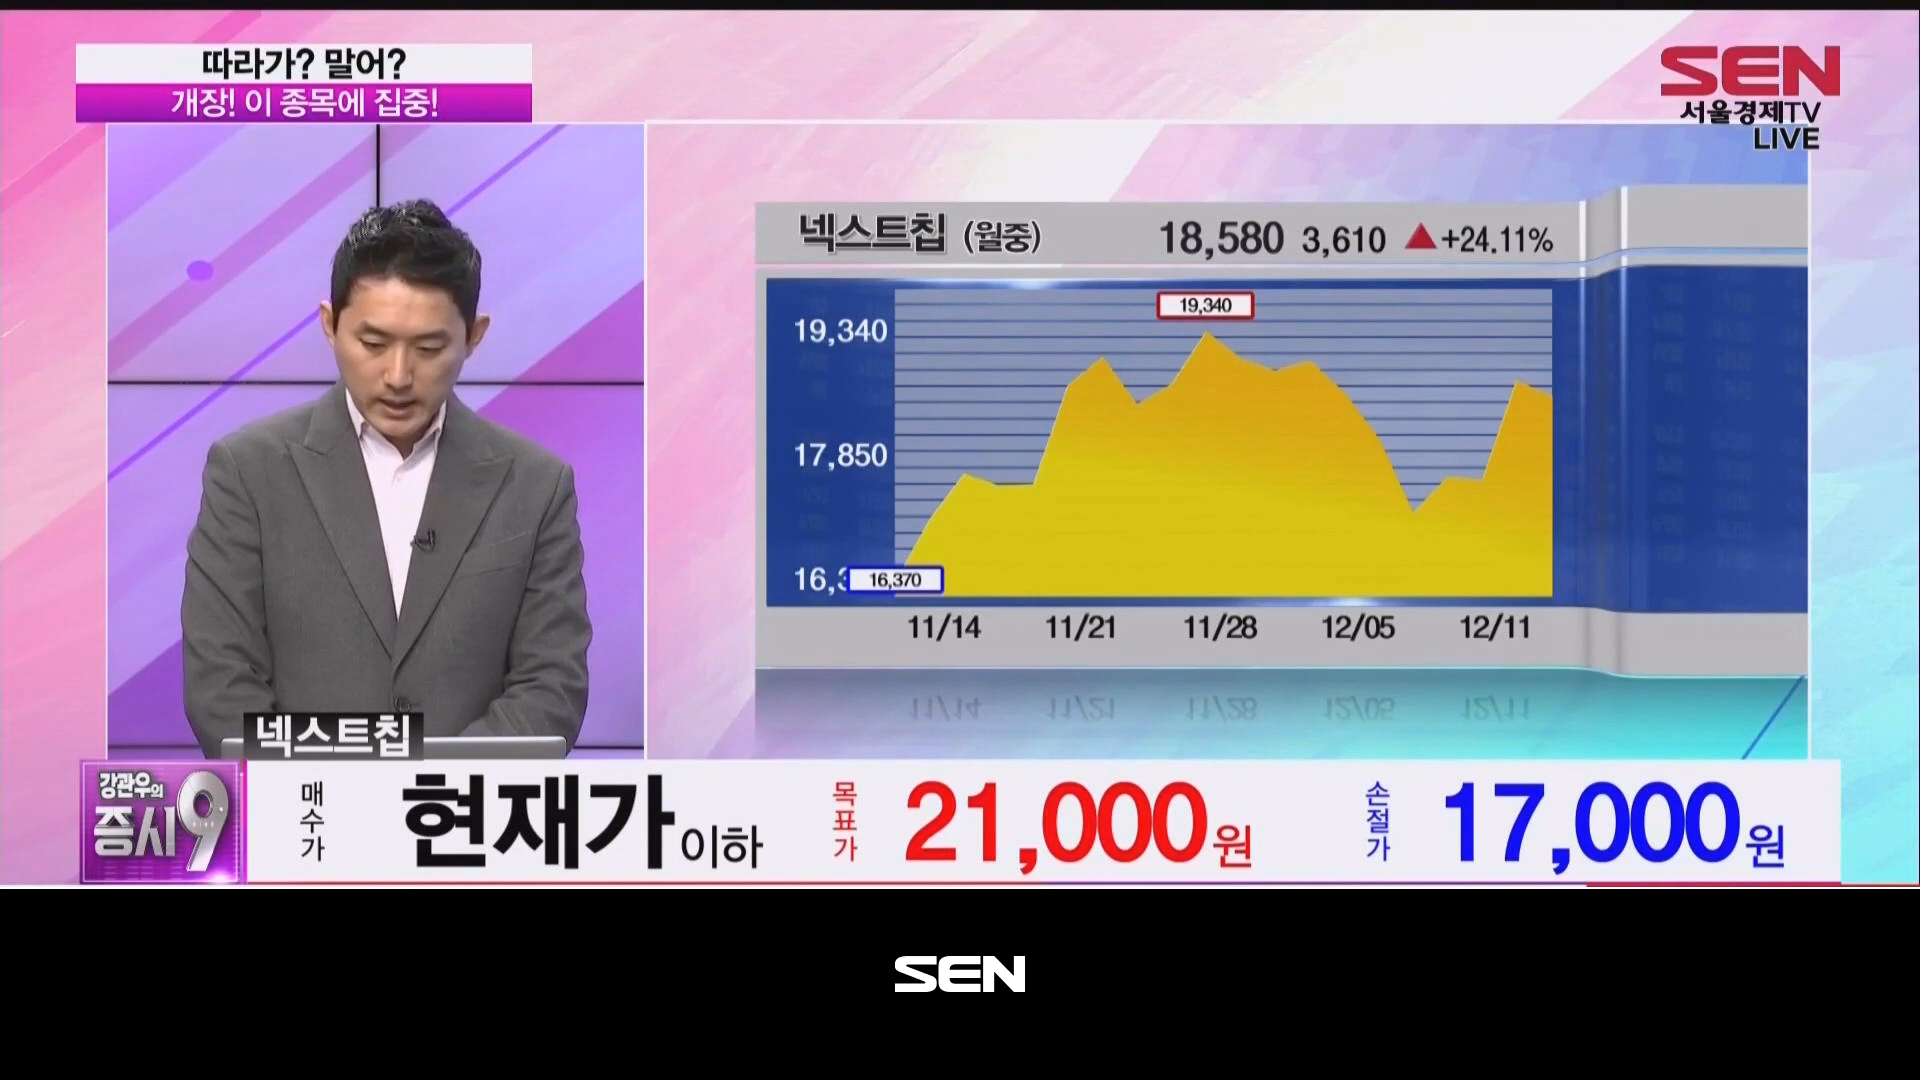 따라가? 말어?
개장! 이 종목에 집중!
SEN
서울경제TV
LIVE
넥스트칩 (월중) 18,580 3,610 ▲+24.11%
19,340
19,340
17,850
16,3
16,370
11/14 11/21 11/28 12/05 12/11
넥스트칩
강관우의
증시9
매수가 현재가 이하 목표가 21,000원 손절가 17,000원
SEN